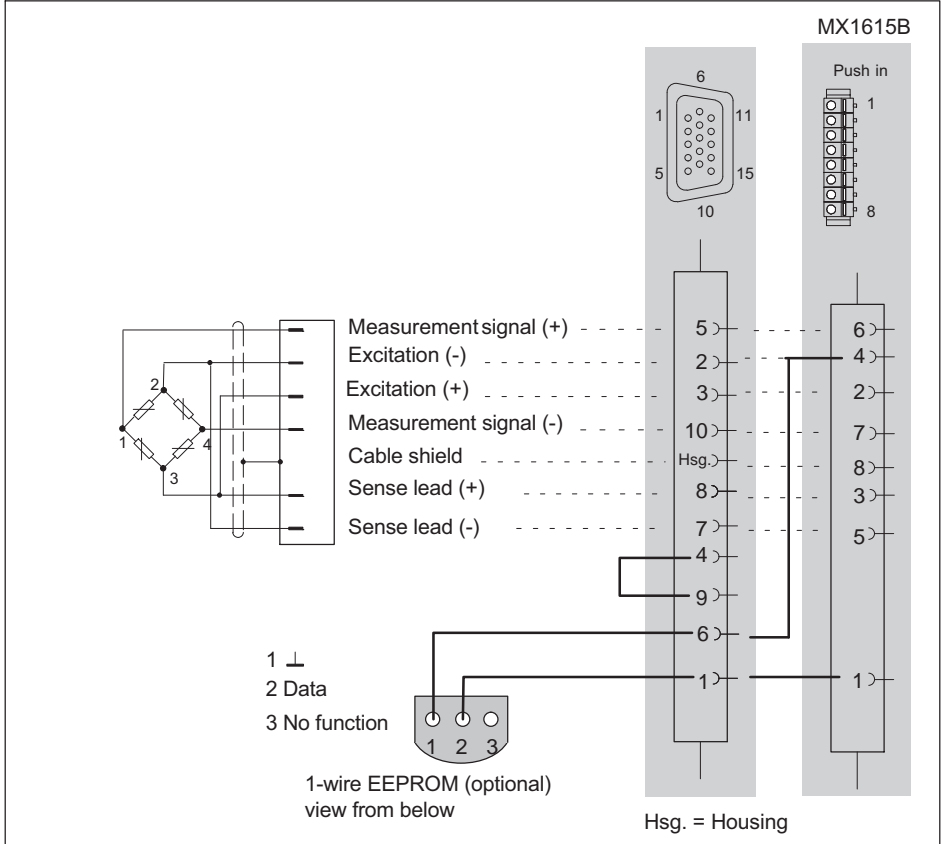 MX1615B
Push in
6
1
11
5
15
10
1
8
Measurement signal (+) 5 6
Excitation (-) 2 4
Excitation (+) 3 2
Measurement signal (-) 10 7
Cable shield Hsg. 8
Sense lead (+) 8 3
Sense lead (-) 7 5
2
1
4
3
4
9
6
1 1
1
2 Data
3 No function
1 2 3
1-wire EEPROM (optional)
view from below
Hsg. = Housing